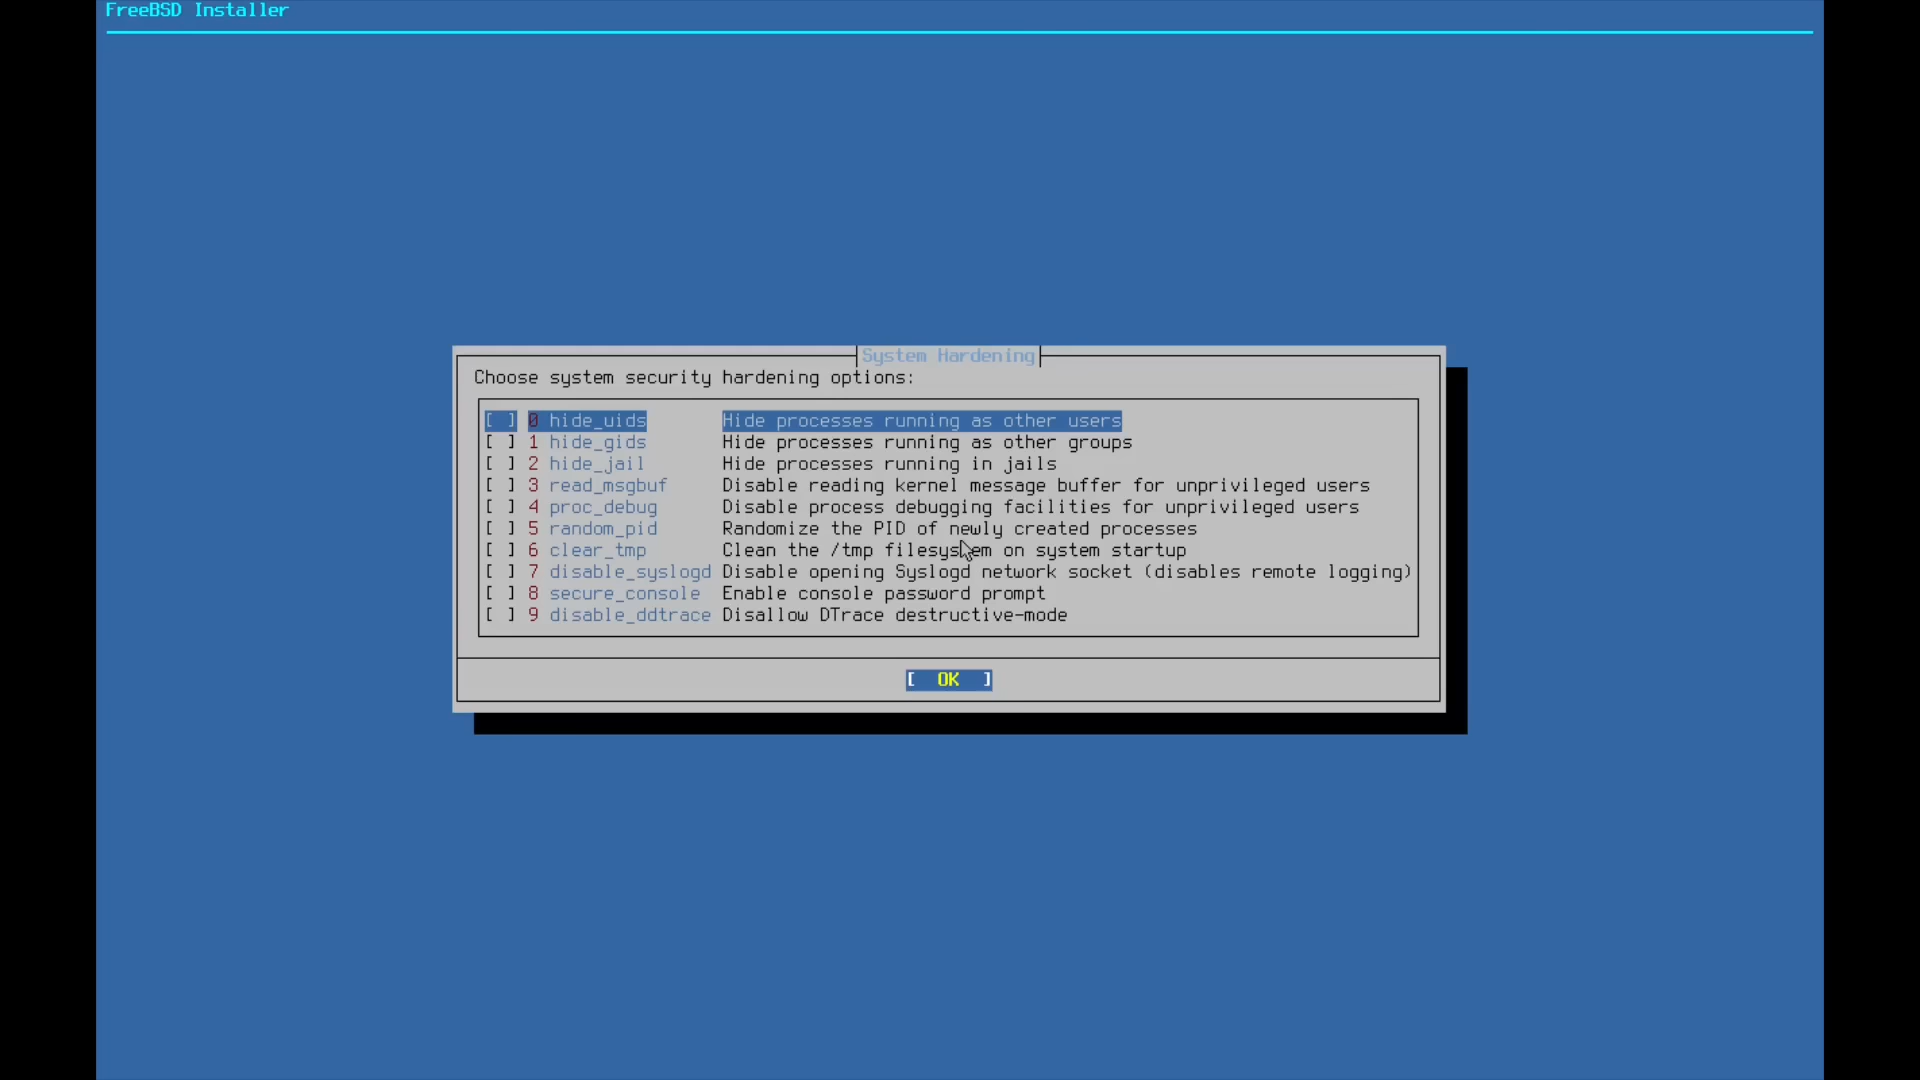 FreeBSD Installer
System Hardening
Choose system security hardening options:
[ ] 0 hide_uids Hide processes running as other users
[ ] 1 hide_gids Hide processes running as other groups
[ ] 2 hide_jail Hide processes running in jails
[ ] 3 read_msgbuf Disable reading kernel message buffer for unprivileged users
[ ] 4 proc_debug Disable process debugging facilities for unprivileged users
[ ] 5 random_pid Randomize the PID of newly created processes
[ ] 6 clear_tmp Clean the /tmp filesystem on system startup
[ ] 7 disable_syslogd Disable opening Syslogd network socket (disables remote logging)
[ ] 8 secure_console Enable console password prompt
[ ] 9 disable_ddtrace Disallow DTrace destructive-mode
[ OK ]